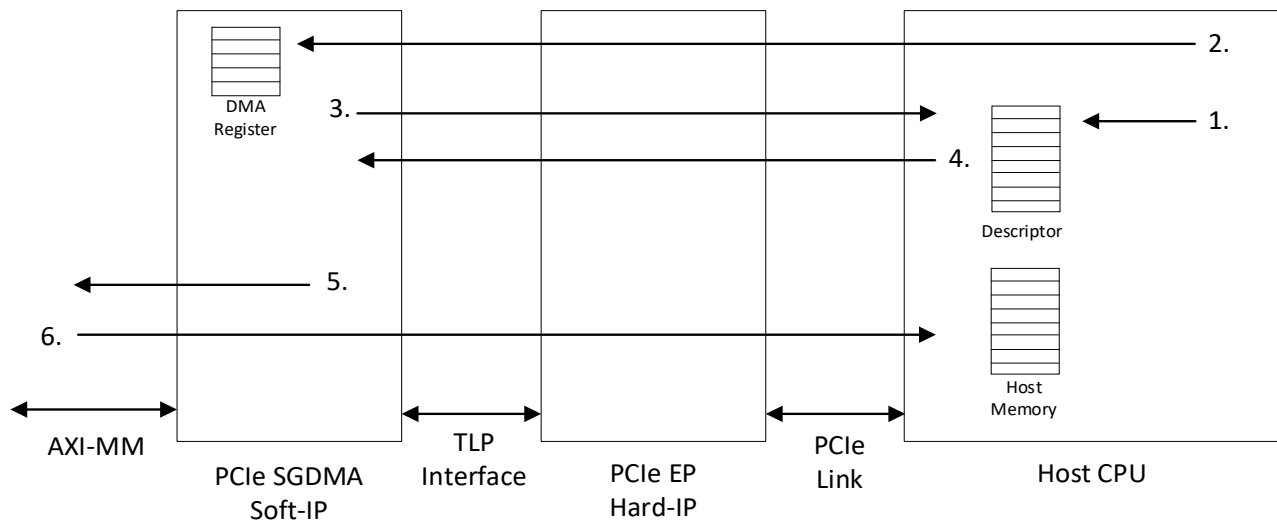 2.
DMA
Register
3.
1.
4.
Descriptor
5.
6.
Host
Memory
AXI-MM
TLP
Interface
PCIe
Link
PCIe SGDMA
Soft-IP
PCIe EP
Hard-IP
Host CPU